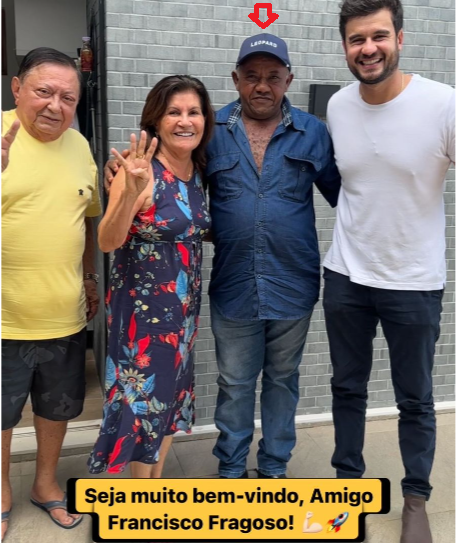 LEOPARD
Seja muito bem-vindo, Amigo
Francisco Fragoso! 💪🏻🚀